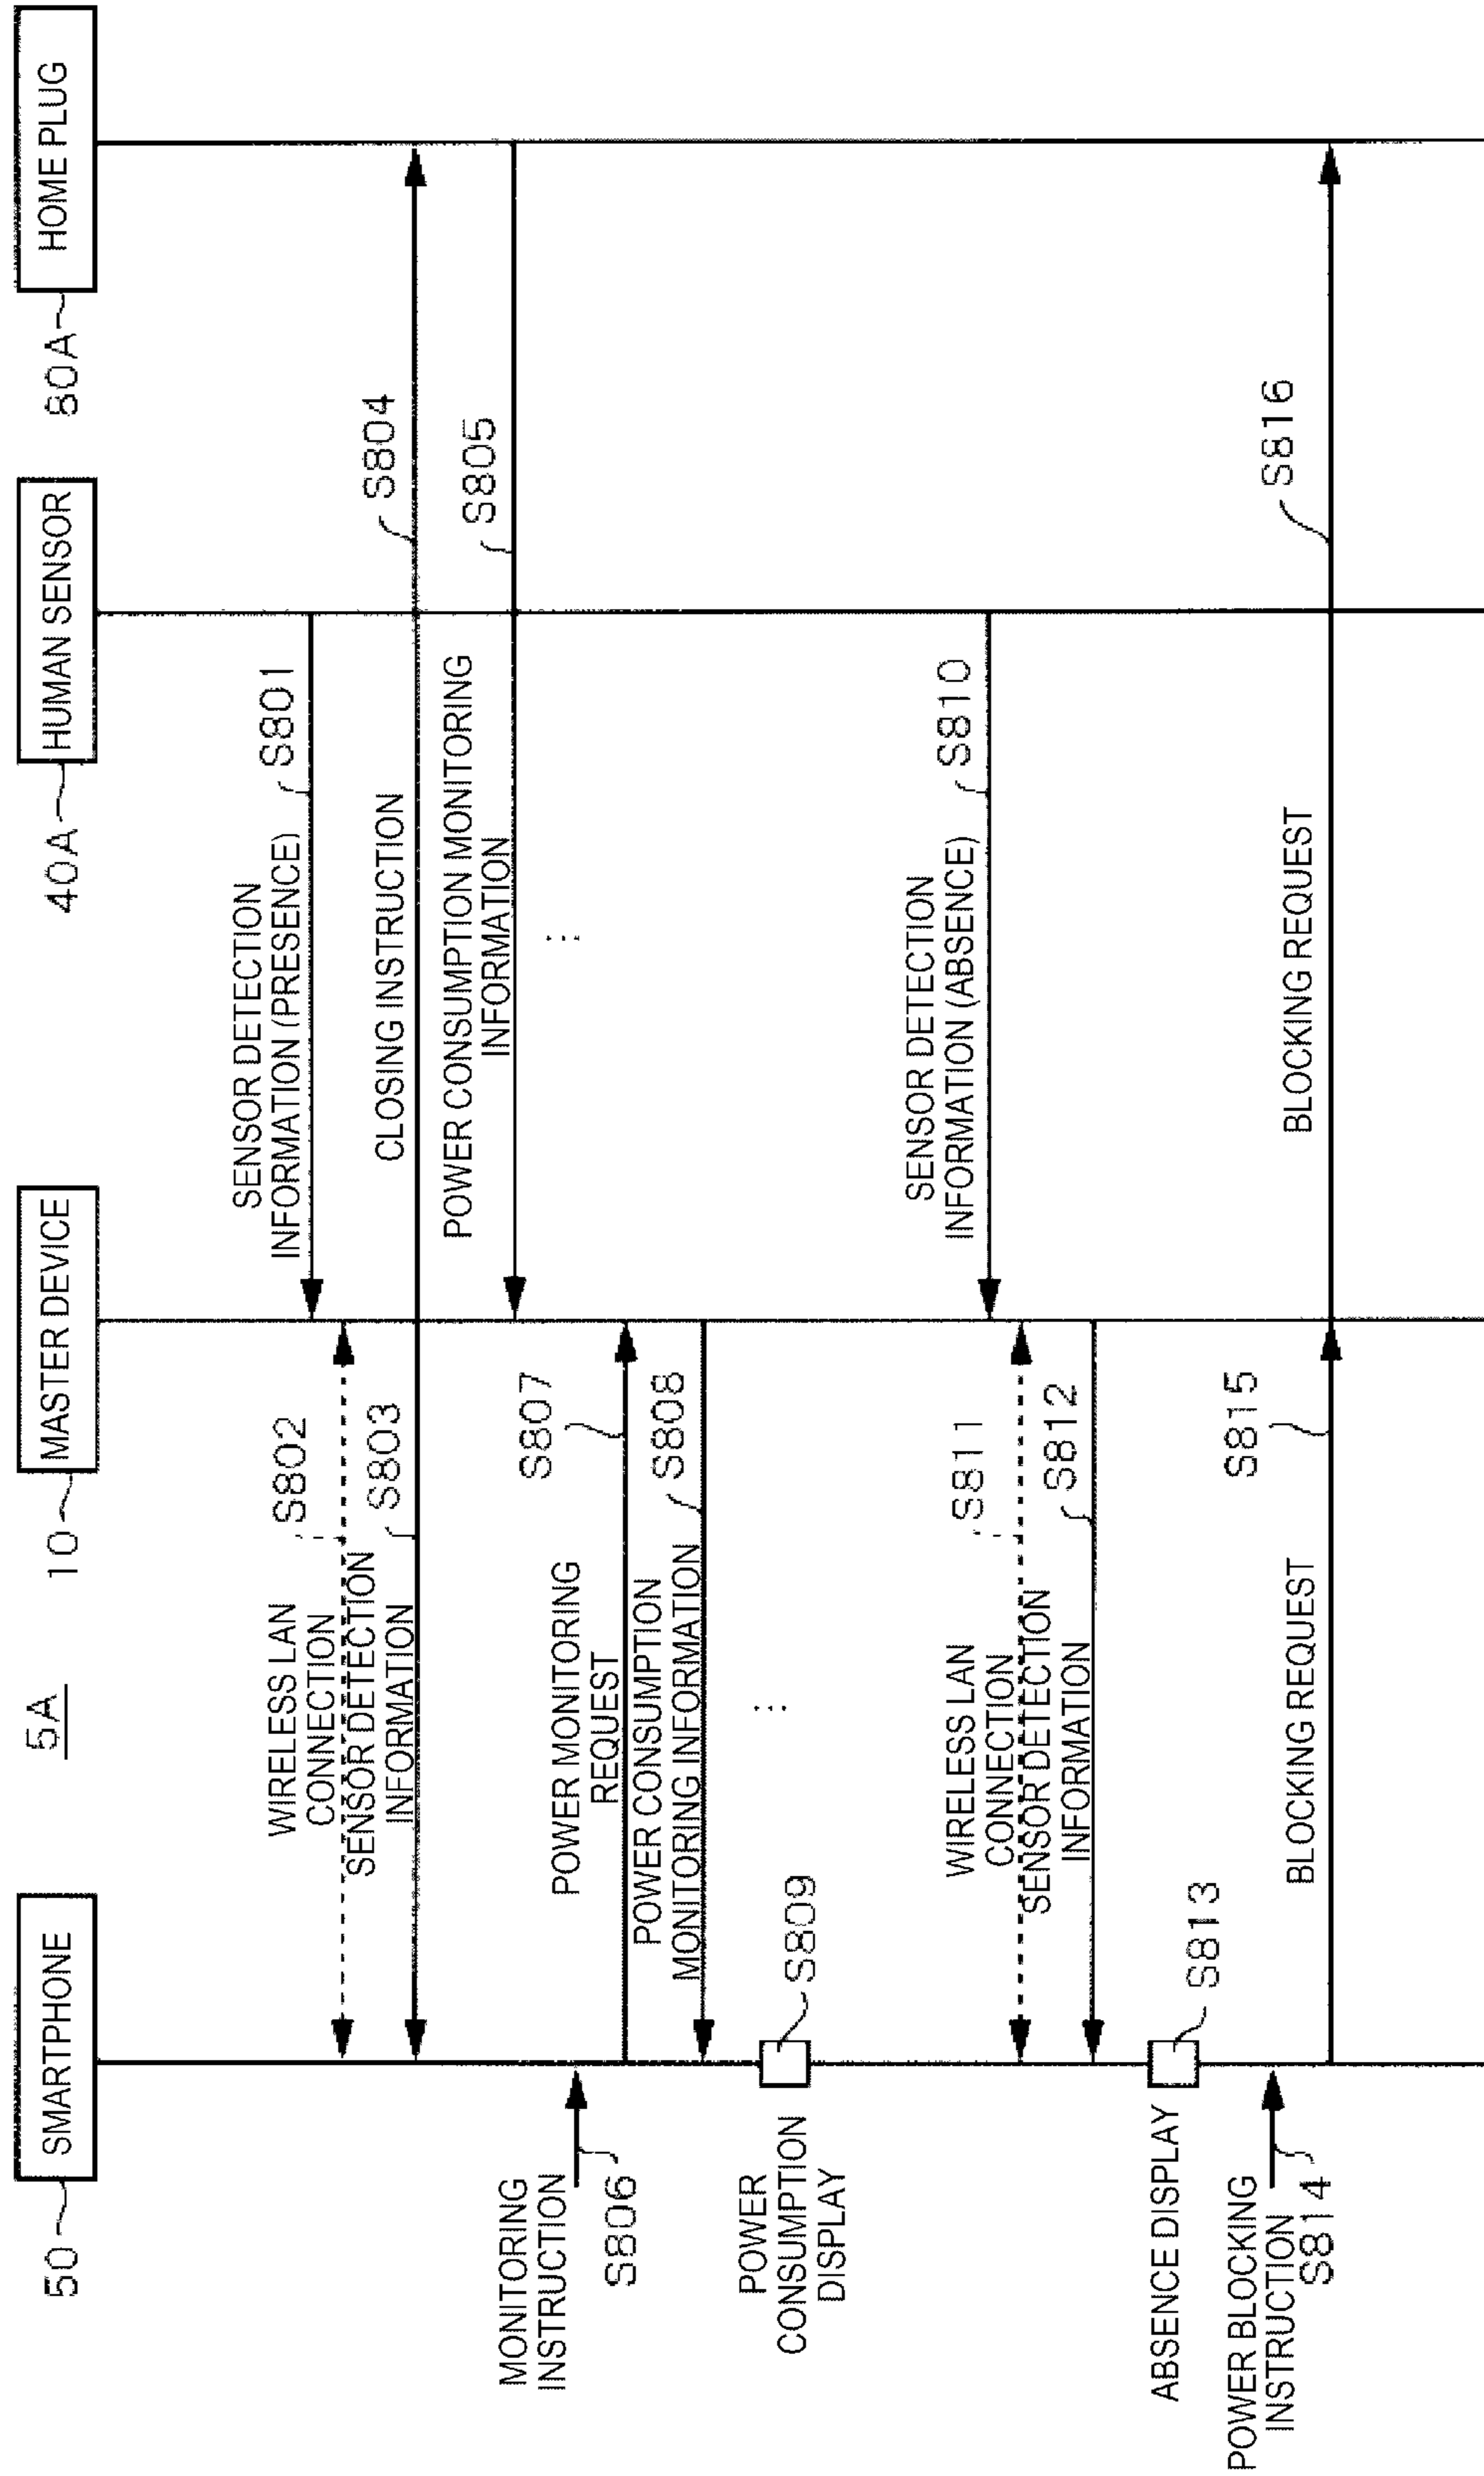 5A
50
SMARTPHONE
10
MASTER DEVICE
40A
HUMAN SENSOR
80A
HOME PLUG
SENSOR DETECTION
INFORMATION (PRESENCE)
S801
WIRELESS LAN
CONNECTION
S802
SENSOR DETECTION
INFORMATION
S803
CLOSING INSTRUCTION
S804
POWER CONSUMPTION MONITORING
INFORMATION
S805
MONITORING
INSTRUCTION
S806
POWER MONITORING
REQUEST
S807
POWER CONSUMPTION
MONITORING INFORMATION
S808
POWER
CONSUMPTION
DISPLAY
S809
SENSOR DETECTION
INFORMATION (ABSENCE)
S810
WIRELESS LAN
CONNECTION
S811
SENSOR DETECTION
INFORMATION
S812
ABSENCE DISPLAY
S813
POWER BLOCKING
INSTRUCTION
S814
BLOCKING REQUEST
S815
BLOCKING REQUEST
S816